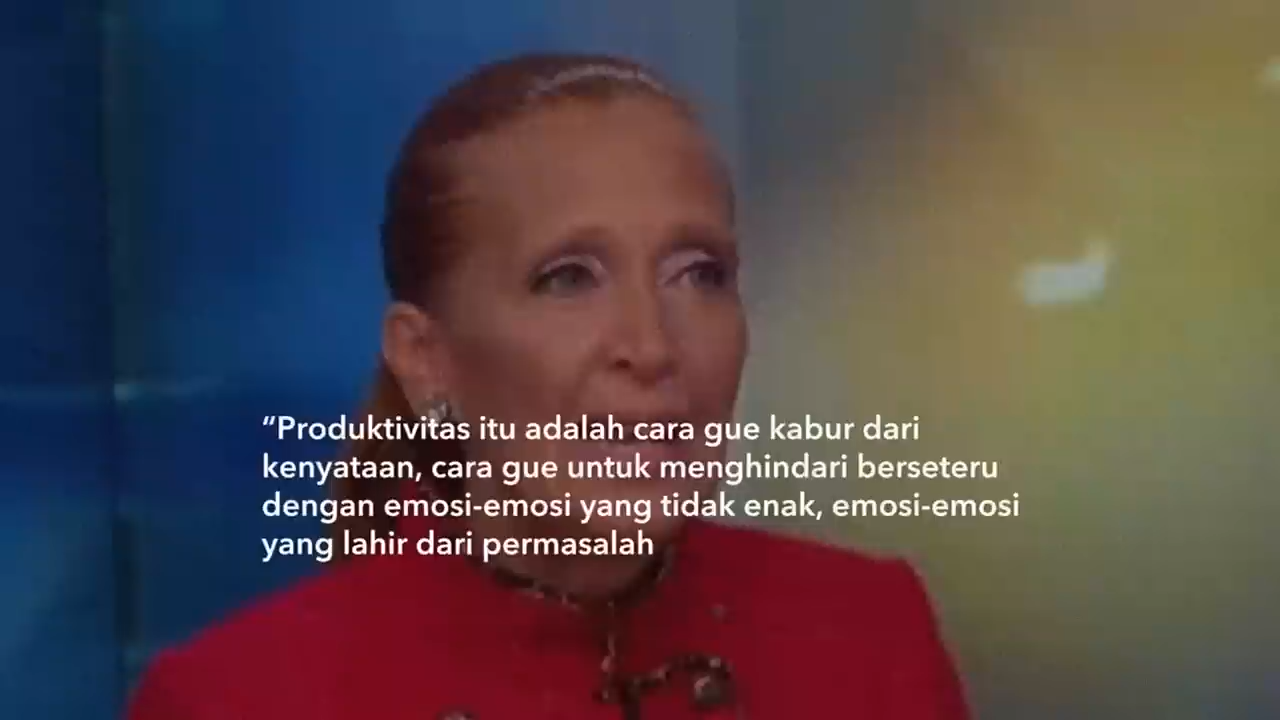 “Produktivitas itu adalah cara gue kabur dari
kenyataan, cara gue untuk menghindari berseteru
dengan emosi-emosi yang tidak enak, emosi-emosi
yang lahir dari permasalah